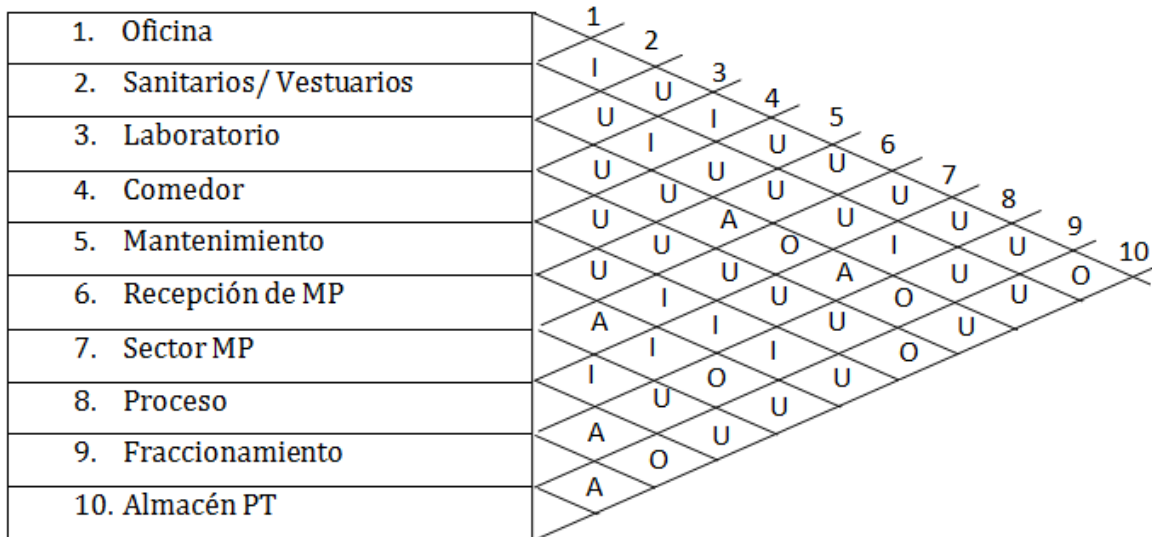 1. Oficina
2. Sanitarios/ Vestuarios
3. Laboratorio
4. Comedor
5. Mantenimiento
6. Recepción de MP
7. Sector MP
8. Proceso
9. Fraccionamiento
10. Almacén PT
1 2 3 4 5 6 7 8 9 10
I
U
U I
I U
U U U
U U U
U A U U
U O I U
U U A U O
I U O U
A I U U
I I O
I O U
U U
A U
O
A